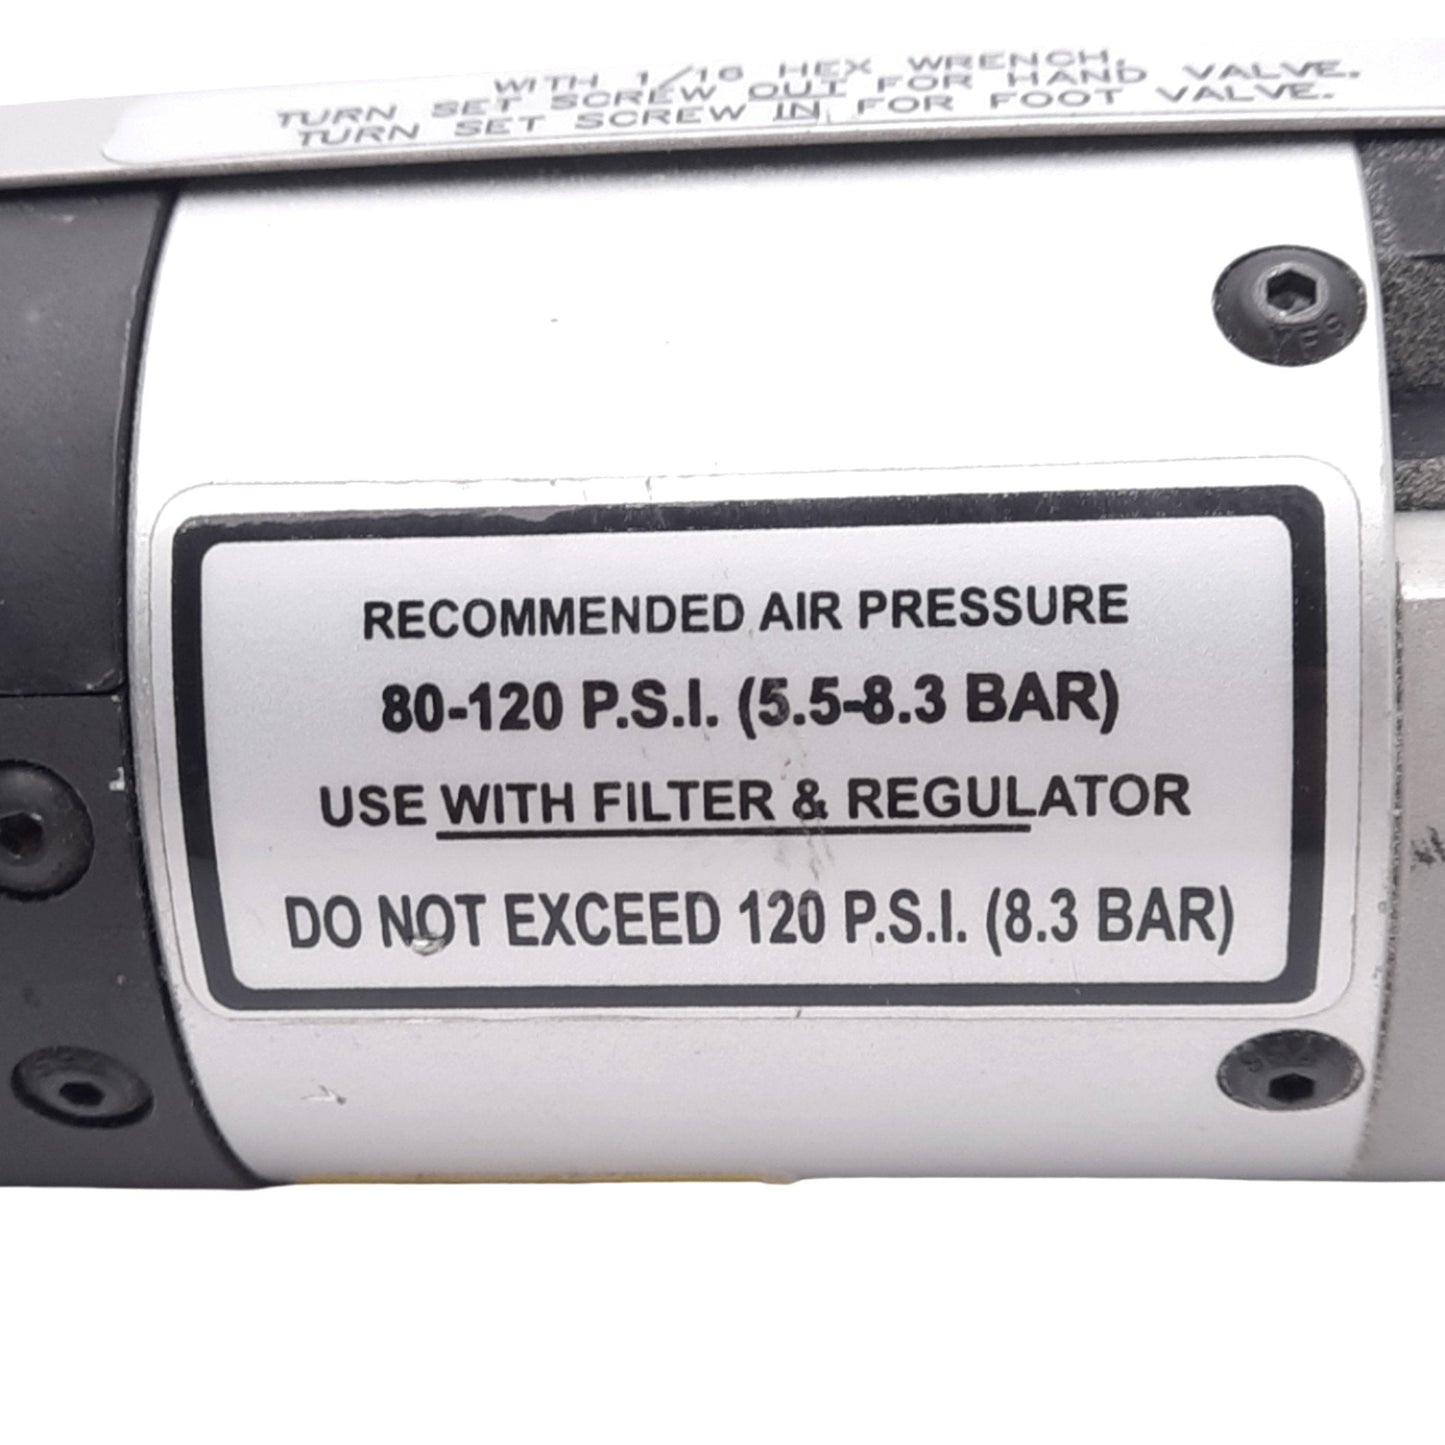 WITH 1/16 HEX WRENCH,
TURN SET SCREW OUT FOR HAND VALVE.
TURN SET SCREW IN FOR FOOT VALVE.
YFS
RECOMMENDED AIR PRESSURE
80-120 P.S.I. (5.5-8.3 BAR)
USE WITH FILTER & REGULATOR
DO NOT EXCEED 120 P.S.I. (8.3 BAR)